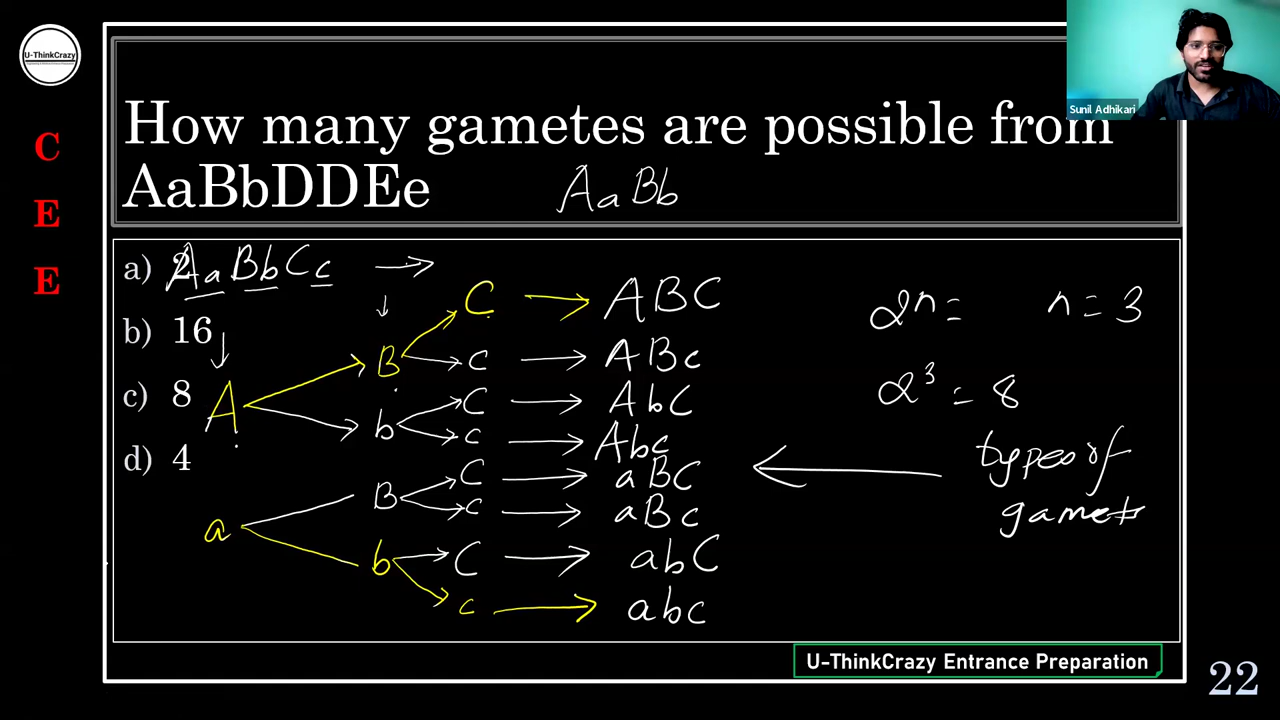 U-ThinkCrazy
Sunil Adhikari
C
E
E
How many gametes are possible from
AaBbDDEe
AaBb
a) 2
AaBbCc
b) 16
c) 8
d) 4
A
B
C
ABC
c
ABc
b
C
AbC
c
Abc
a
B
C
aBC
c
aBc
b
C
abC
c
abc
2n =
n = 3
2³ = 8
types of
gamets
U-ThinkCrazy Entrance Preparation
22